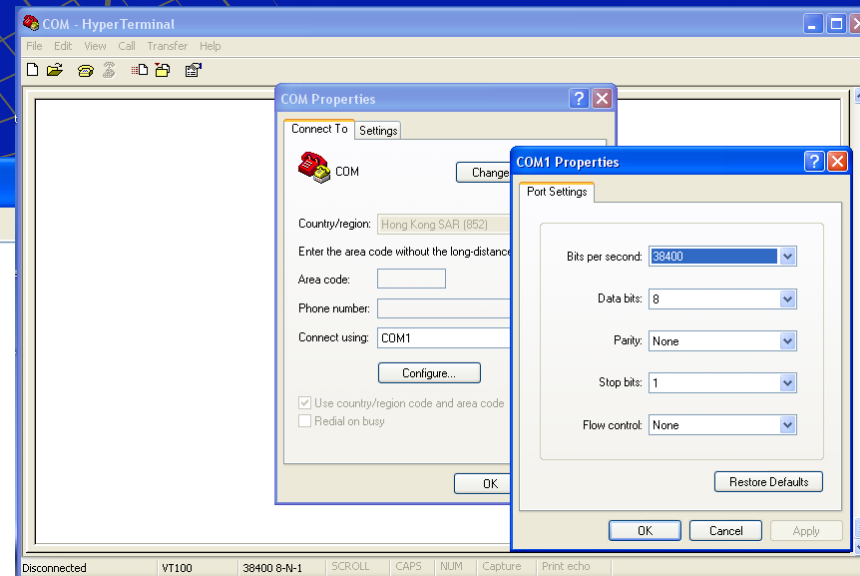 COM - HyperTerminal
File Edit View Call Transfer Help
COM Properties
Connect To Settings
COM
Change
Country/region: Hong Kong SAR (852)
Enter the area code without the long-distance
Area code:
Phone number:
Connect using: COM1
Configure...
Use country/region code and area code
Redial on busy
OK
COM1 Properties
Port Settings
Bits per second: 38400
Data bits: 8
Parity: None
Stop bits: 1
Flow control: None
Restore Defaults
OK Cancel Apply
Disconnected VT100 38400 8-N-1 SCROLL CAPS NUM Capture Print echo